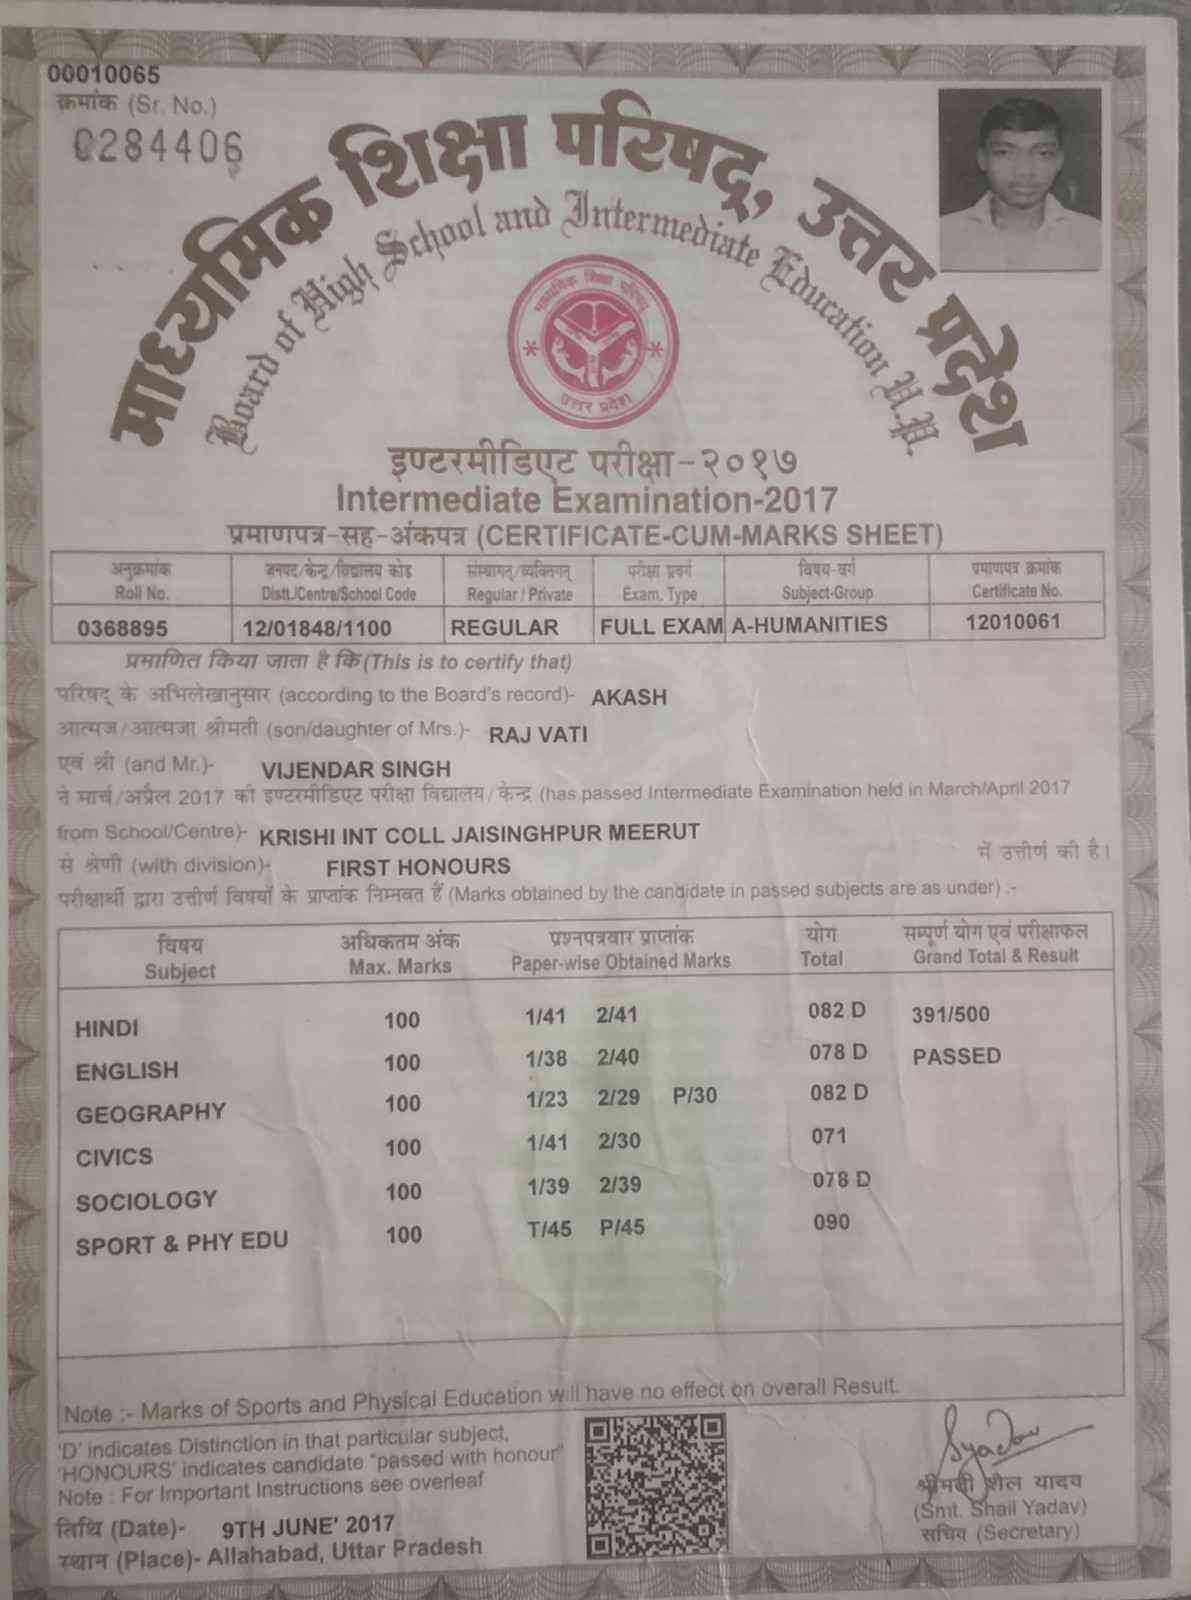 00010065
क्रमांक (Sr. No.)
0284406
माध्यमिक शिक्षा परिषद्, उत्तर प्रदेश
Board of High School and Intermediate Education U.P.
माध्यमिक शिक्षा परिषद्
उत्तर प्रदेश
इण्टरमीडिएट परीक्षा-२०१७
Intermediate Examination-2017
प्रमाणपत्र-सह-अंकपत्र (CERTIFICATE-CUM-MARKS SHEET)
अनुक्रमांक जनपद/केन्द्र/विद्यालय कोड संस्थागत/व्यक्तिगत परीक्षा प्रवर्ग विषय-वर्ग प्रमाणपत्र क्रमांक
Roll No. Distt./Centre/School Code Regular / Private Exam. Type Subject-Group Certificate No.
0368895 12/01848/1100 REGULAR FULL EXAM A-HUMANITIES 12010061
प्रमाणित किया जाता है कि (This is to certify that)
परिषद् के अभिलेखानुसार (according to the Board's record)- AKASH
आत्मज/आत्मजा श्रीमती (son/daughter of Mrs.)- RAJ VATI
एवं श्री (and Mr.)- VIJENDAR SINGH
ने मार्च/अप्रैल 2017 की इण्टरमीडिएट परीक्षा विद्यालय/केन्द्र (has passed Intermediate Examination held in March/April 2017
from School/Centre)- KRISHI INT COLL JAISINGHPUR MEERUT
से श्रेणी (with division)- FIRST HONOURS में उत्तीर्ण की है।
परीक्षार्थी द्वारा उत्तीर्ण विषयों के प्राप्तांक निम्नवत हैं (Marks obtained by the candidate in passed subjects are as under) :-
विषय अधिकतम अंक प्रश्नपत्रवार प्राप्तांक योग सम्पूर्ण योग एवं परीक्षाफल
Subject Max. Marks Paper-wise Obtained Marks Total Grand Total & Result
HINDI 100 1/41 2/41 082 D 391/500
ENGLISH 100 1/38 2/40 078 D PASSED
GEOGRAPHY 100 1/23 2/29 P/30 082 D
CIVICS 100 1/41 2/30 071
SOCIOLOGY 100 1/39 2/39 078 D
SPORT & PHY EDU 100 T/45 P/45 090
Note :- Marks of Sports and Physical Education will have no effect on overall Result.
'D' indicates Distinction in that particular subject,
'HONOURS' indicates candidate "passed with honour"
Note : For Important Instructions see overleaf
तिथि (Date)- 9TH JUNE' 2017
स्थान (Place)- Allahabad, Uttar Pradesh
SYadav
श्रीमती शैल यादव
(Smt. Shail Yadav)
सचिव (Secretary)